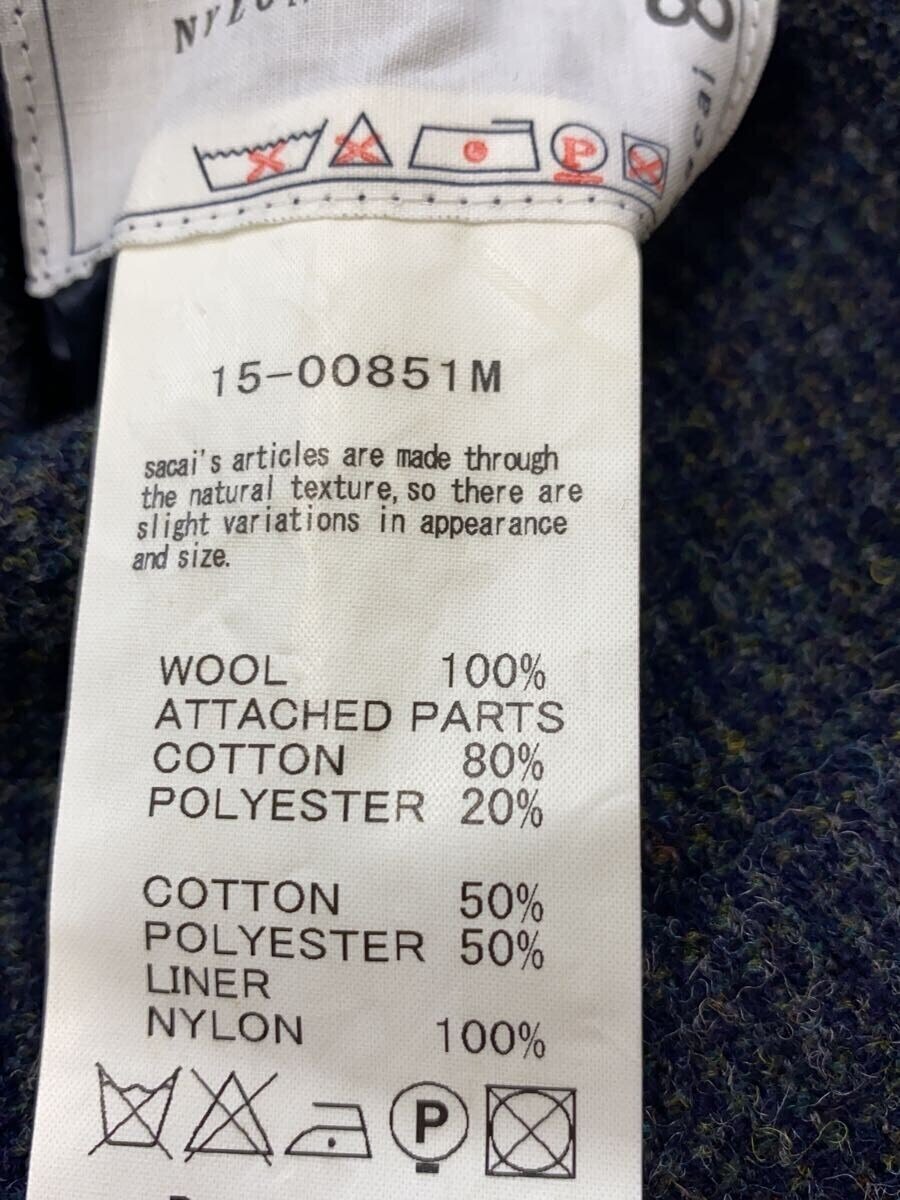 P
15-00851M
sacai's articles are made through
the natural texture, so there are
slight variations in appearance
and size.
WOOL 100%
ATTACHED PARTS
COTTON 80%
POLYESTER 20%
COTTON 50%
POLYESTER 50%
LINER
NYLON 100%
P